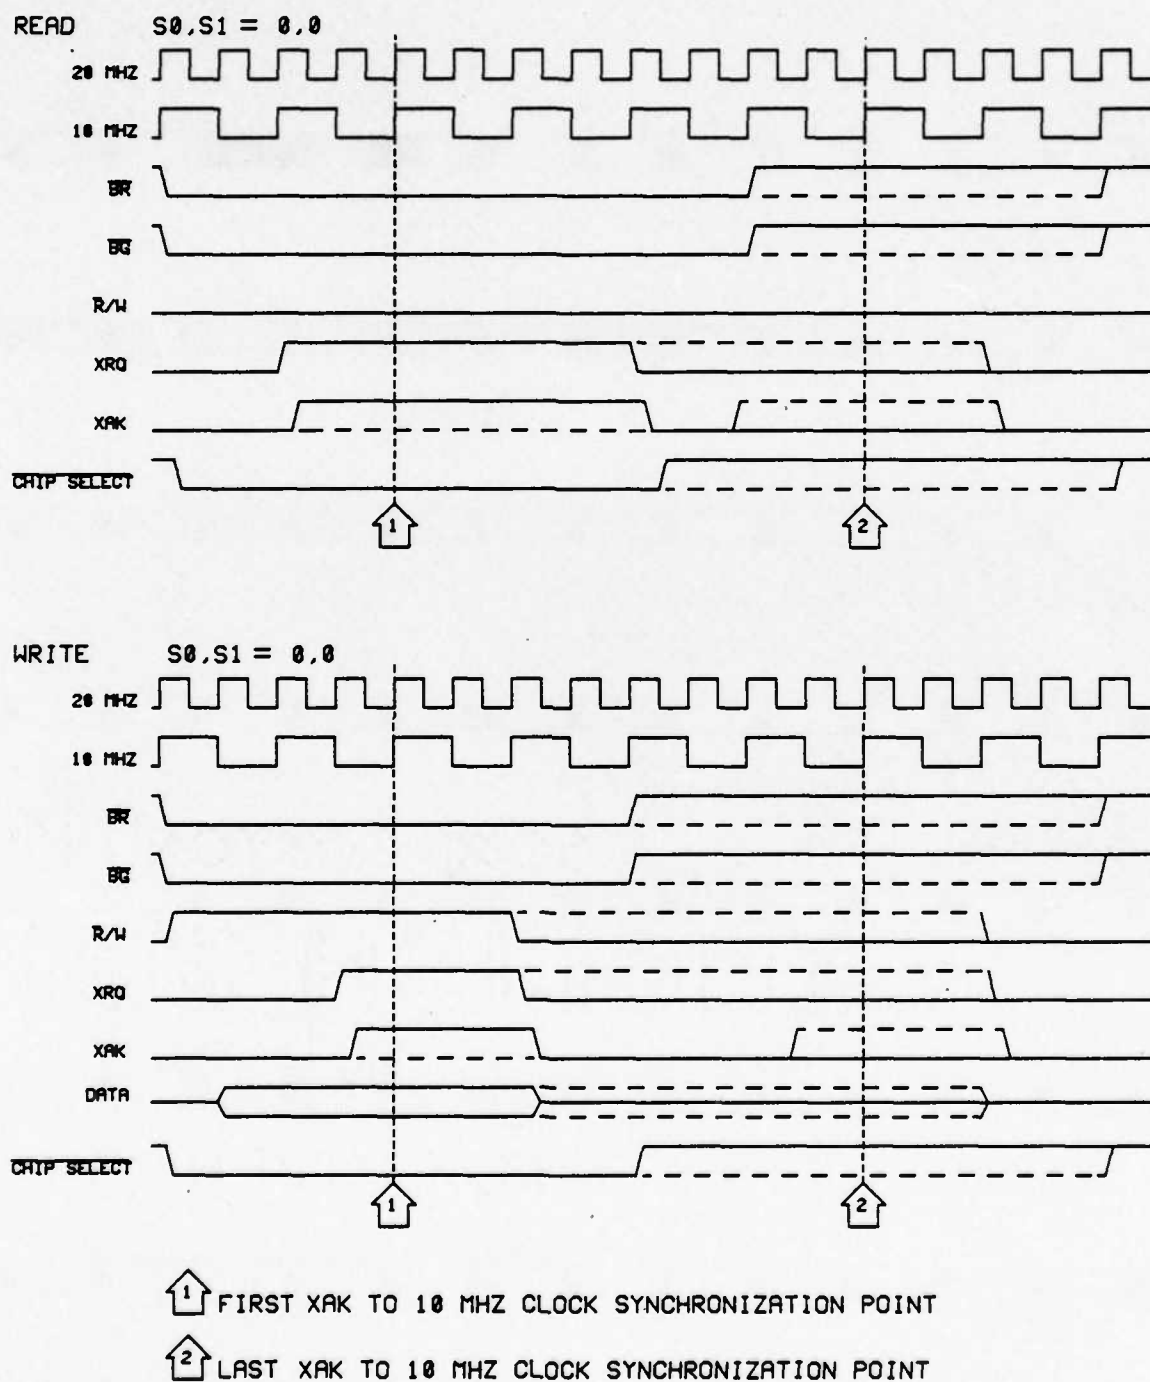 READ S0,S1 = 0,0
20 MHZ
10 MHZ
BR
BG
R/W
XRQ
XAK
CHIP SELECT
1 2
WRITE S0,S1 = 0,0
20 MHZ
10 MHZ
BR
BG
R/W
XRQ
XAK
DATA
CHIP SELECT
1 2
1 FIRST XAK TO 10 MHZ CLOCK SYNCHRONIZATION POINT
2 LAST XAK TO 10 MHZ CLOCK SYNCHRONIZATION POINT